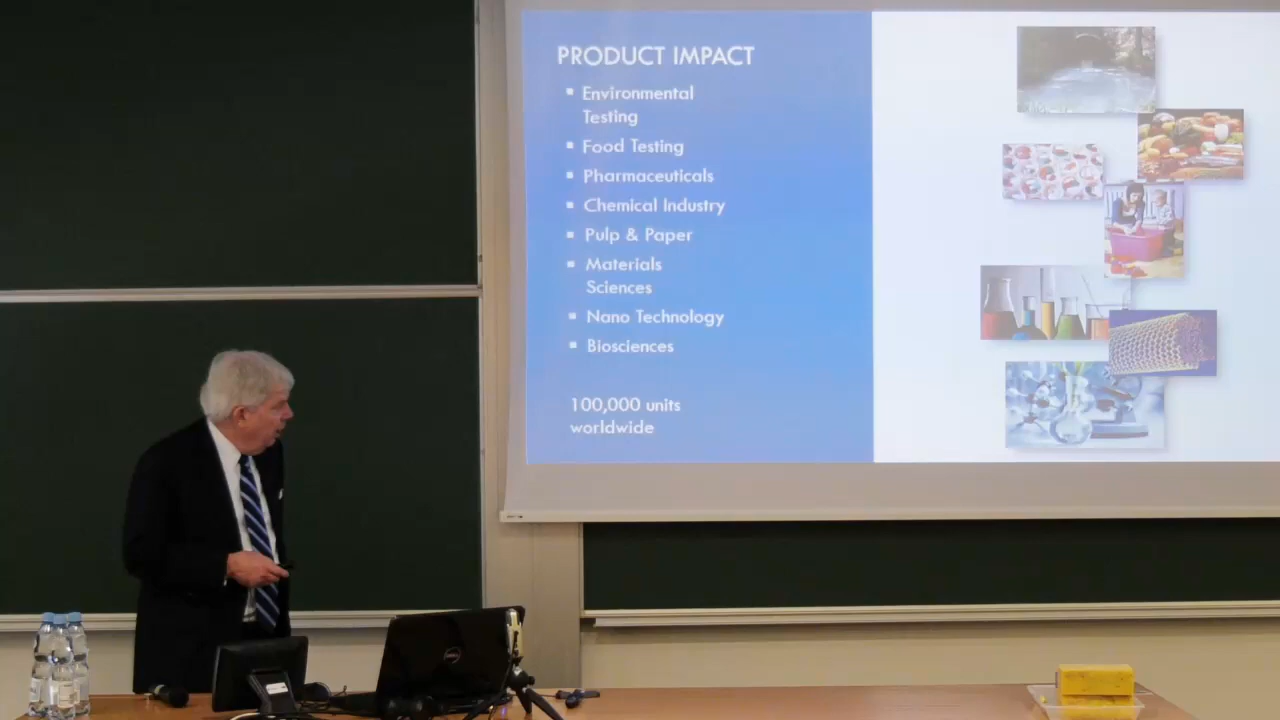 PRODUCT IMPACT
Environmental
Testing
Food Testing
Pharmaceuticals
Chemical Industry
Pulp & Paper
Materials
Sciences
Nano Technology
Biosciences
100,000 units
worldwide
DELL